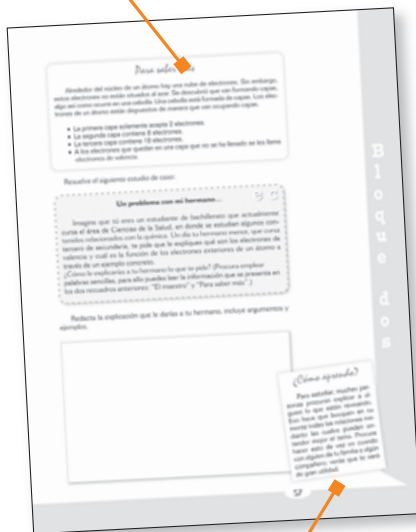 Para saber más
Alrededor del núcleo de un átomo hay una nube de electrones. Sin embargo,
estos electrones no están situados al azar. Se descubrió que van formando capas,
algo así como ocurre en una cebolla. Una cebolla está formada de capas. Los elec-
trones de un átomo están dispuestos de manera que van ocupando capas.
• La primera capa solamente acepta 2 electrones.
• La segunda capa contiene 8 electrones.
• La tercera capa contiene 18 electrones.
• A los electrones que quedan en una capa que no se ha llenado se les llama
electrones de valencia.
Resuelve el siguiente estudio de caso:
e c
Un problema con mi hermano...
Imagina que tú eres un estudiante de bachillerato que actualmente
cursa el área de Ciencias de la Salud, en donde se estudian algunos con-
tenidos relacionados con la química. Un día tu hermano menor, que cursa
tercero de secundaria, te pide que le expliques qué son los electrones de
valencia y cuál es la función de los electrones exteriores de un átomo a
través de un ejemplo concreto.
¿Cómo le explicarías a tu hermano lo que te pide? (Procura emplear
palabras sencillas, para ello puedes leer la información que se presenta en
los dos recuadros anteriores: "El maestro" y "Para saber más".)
Redacta la explicación que le darías a tu hermano, incluye argumentos y
ejemplos.
Bloque dos
¿Cómo aprendo?
Para estudiar, muchas per-
sonas procuran explicar a al-
guien lo que están revisando.
Eso hace que busquen en su
mente todas las relaciones me-
diante las cuales pueden en-
tender mejor el tema. Procura
hacer esto de vez en cuando
con alguien de tu familia o algún
compañero, verás que te será
de gran utilidad.
57